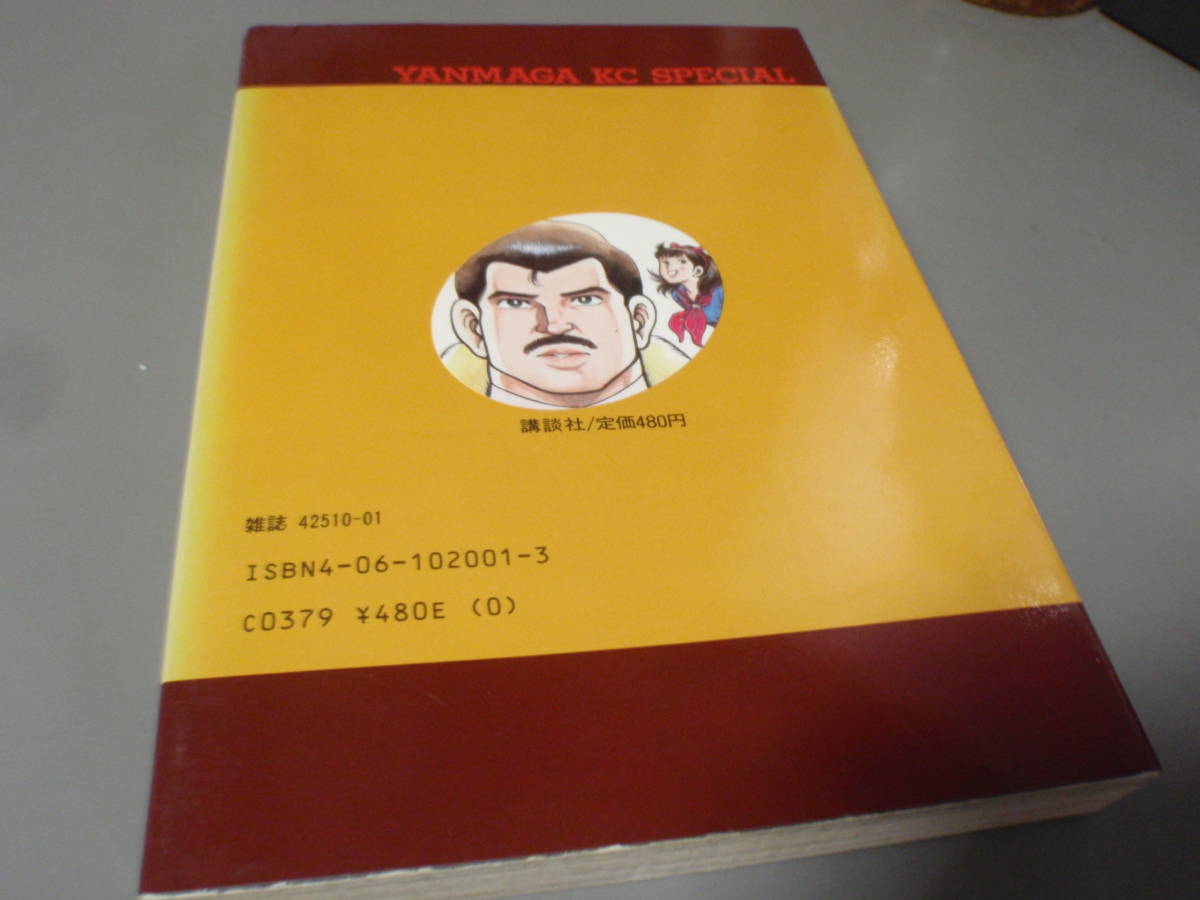 YANMAGA KC SPECIAL
講談社/定価480円
雑誌 42510-01
ISBN4-06-102001-3
C0379 ¥480E (0)